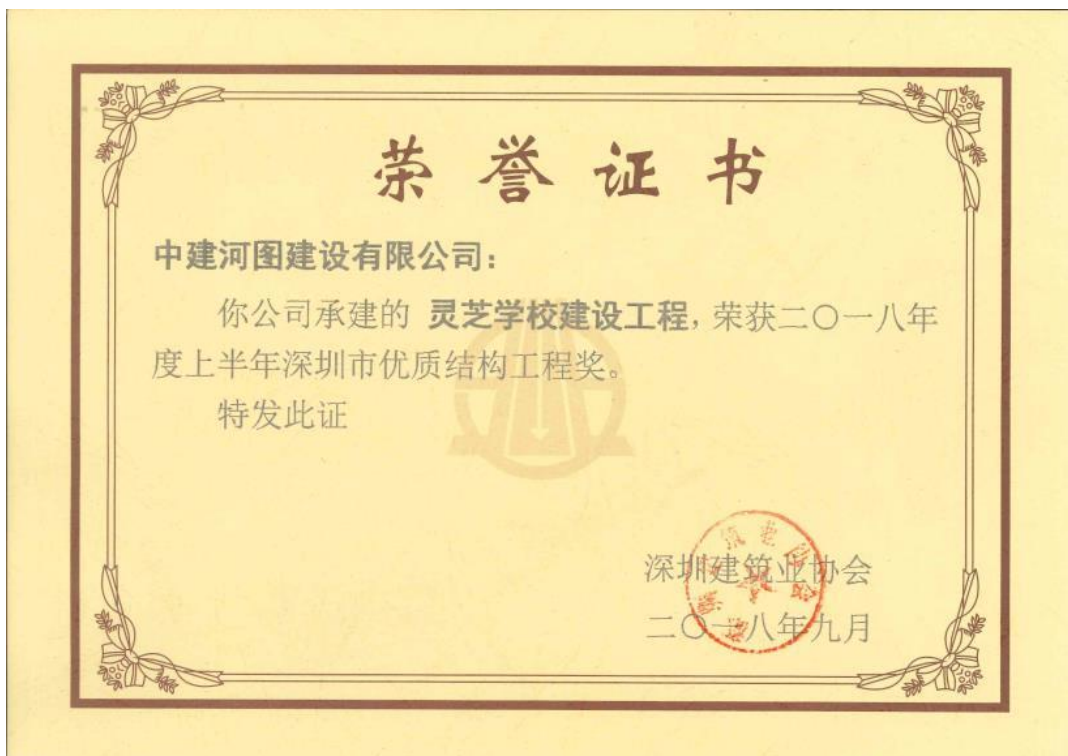 荣誉证书
中建河图建设有限公司：
你公司承建的 灵芝学校建设工程，荣获二〇一八年
度上半年深圳市优质结构工程奖。
特发此证
深圳建筑业协会
二〇一八年九月